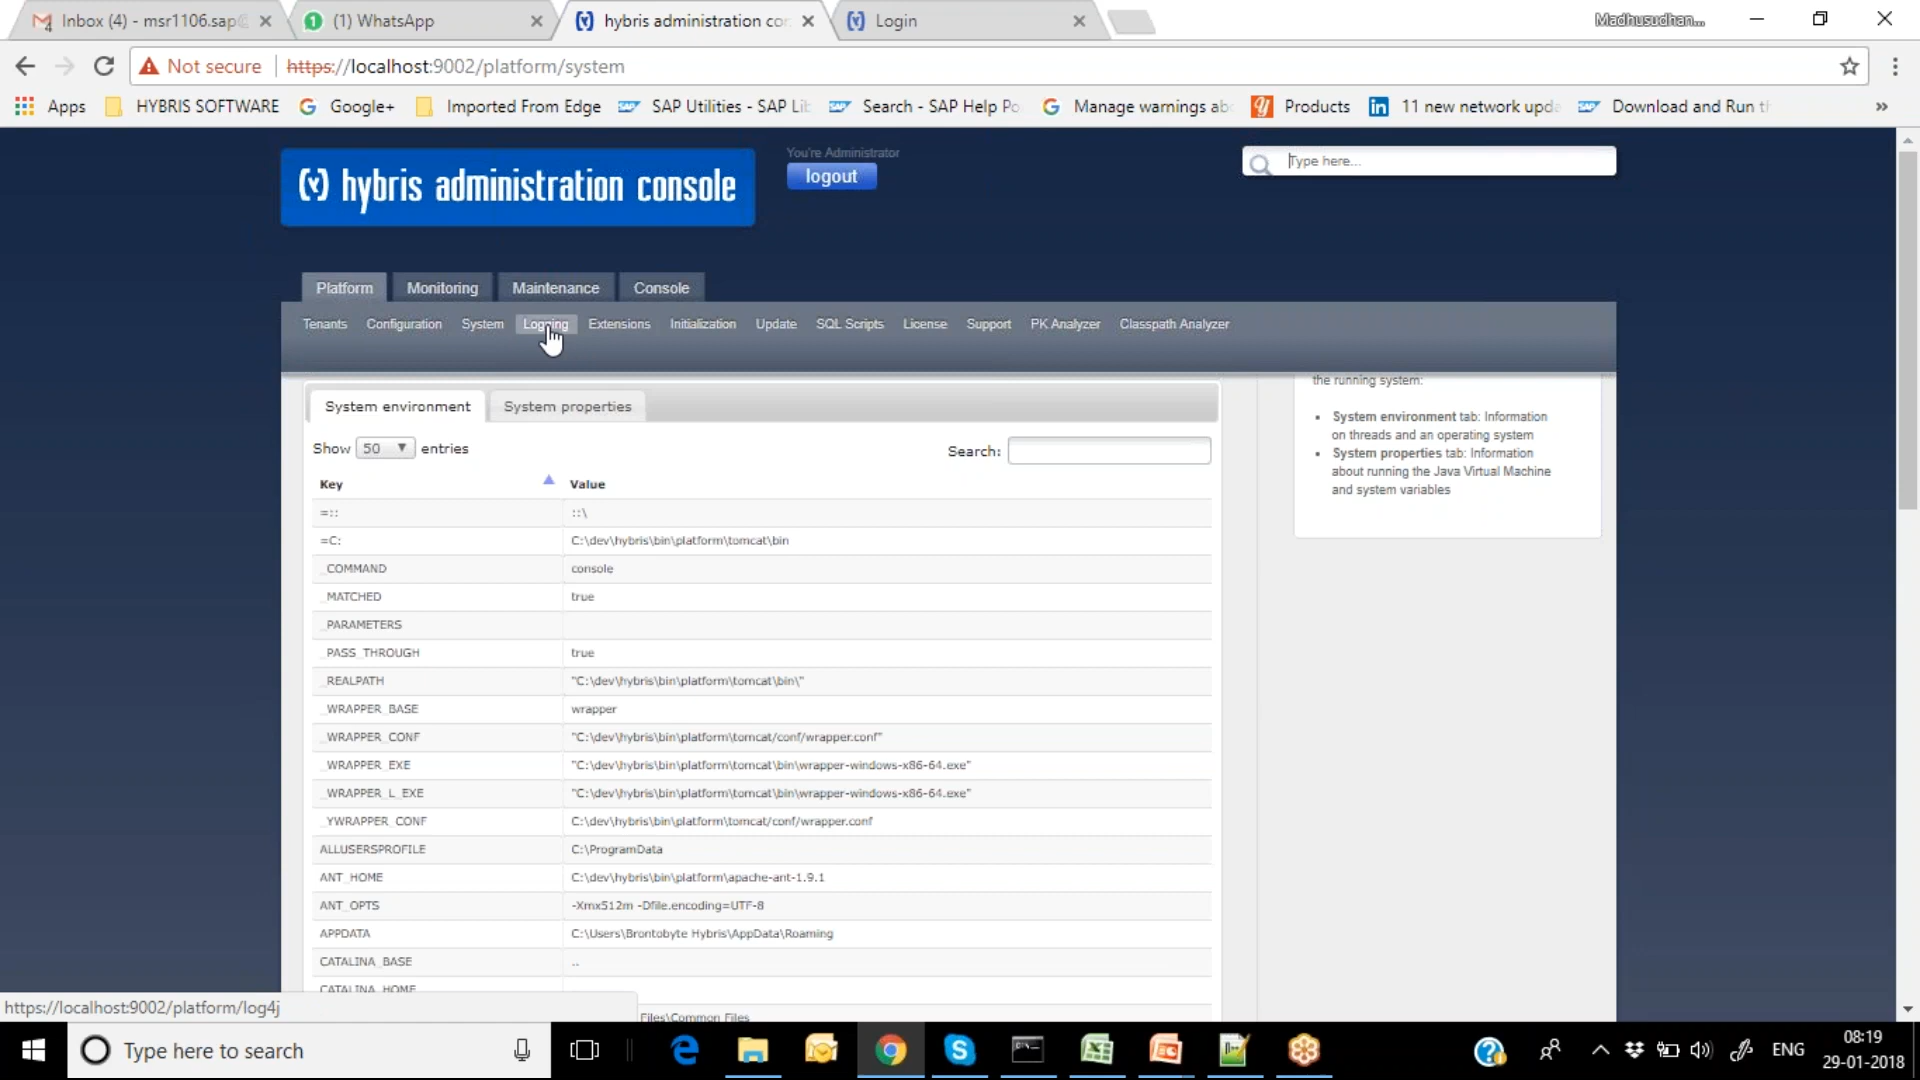 Inbox (4) - msr1106.sap@
(1) WhatsApp
hybris administration con
Login
Madhusudhan...
Not secure
https://localhost:9002/platform/system
Apps
HYBRIS SOFTWARE
Google+
Imported From Edge
SAP Utilities - SAP Lib
Search - SAP Help Po
Manage warnings ab
Products
11 new network upda
Download and Run th
»
(y) hybris administration console
You're Administrator
logout
Type here...
Platform
Monitoring
Maintenance
Console
Tenants
Configuration
System
Logging
Extensions
Initialization
Update
SQL Scripts
License
Support
PK Analyzer
Classpath Analyzer
System environment
System properties
the running system:
• System environment tab: Information
on threads and an operating system
• System properties tab: Information
about running the Java Virtual Machine
and system variables
Show 50 entries
Search:
Key Value
=:: ::\
=C: C:\dev\hybris\bin\platform\tomcat\bin
_COMMAND console
_MATCHED true
_PARAMETERS
_PASS_THROUGH true
_REALPATH "C:\dev\hybris\bin\platform\tomcat\bin\"
_WRAPPER_BASE wrapper
_WRAPPER_CONF "C:\dev\hybris\bin\platform\tomcat/conf/wrapper.conf"
_WRAPPER_EXE "C:\dev\hybris\bin\platform\tomcat\bin\wrapper-windows-x86-64.exe"
_WRAPPER_L_EXE "C:\dev\hybris\bin\platform\tomcat\bin\wrapper-windows-x86-64.exe"
_YWRAPPER_CONF C:\dev\hybris\bin\platform\tomcat/conf/wrapper.conf
ALLUSERSPROFILE C:\ProgramData
ANT_HOME C:\dev\hybris\bin\platform\apache-ant-1.9.1
ANT_OPTS -Xmx512m -Dfile.encoding=UTF-8
APPDATA C:\Users\Brontobyte Hybris\AppData\Roaming
CATALINA_BASE ..
CATALINA_HOME
Files\Common Files
https://localhost:9002/platform/log4j
Type here to search
ENG
08:19
29-01-2018